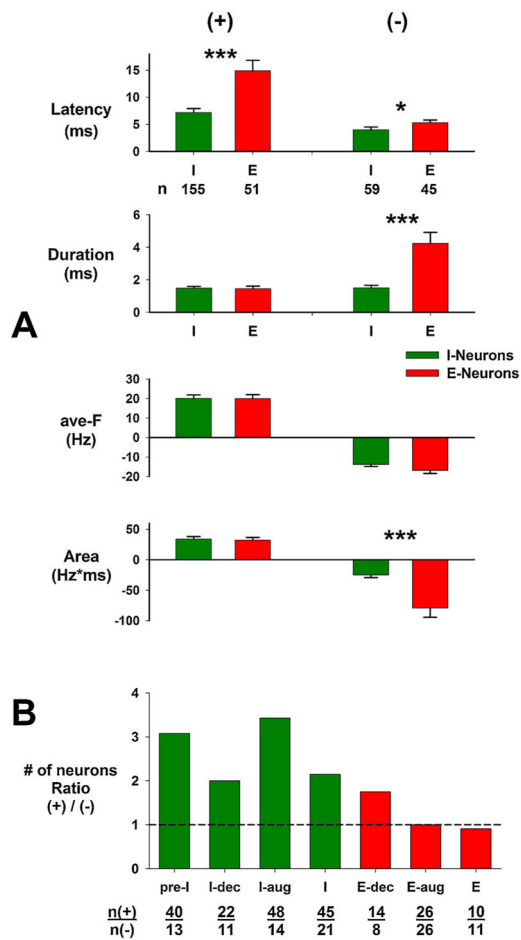 (+) (-)
*** *
Latency
(ms)
20
15
10
5
0
I E I E
n 155 51 59 45
***
Duration
(ms)
6
4
2
0
I E I E
A
I-Neurons
E-Neurons
ave-F
(Hz)
30
20
10
0
-10
-20
***
Area
(Hz*ms)
50
0
-50
-100
B
# of neurons
Ratio
(+) / (-)
4
3
2
1
0
pre-I I-dec I-aug I E-dec E-aug E
n(+) 40 22 48 45 14 26 10
n(-) 13 11 14 21 8 26 11